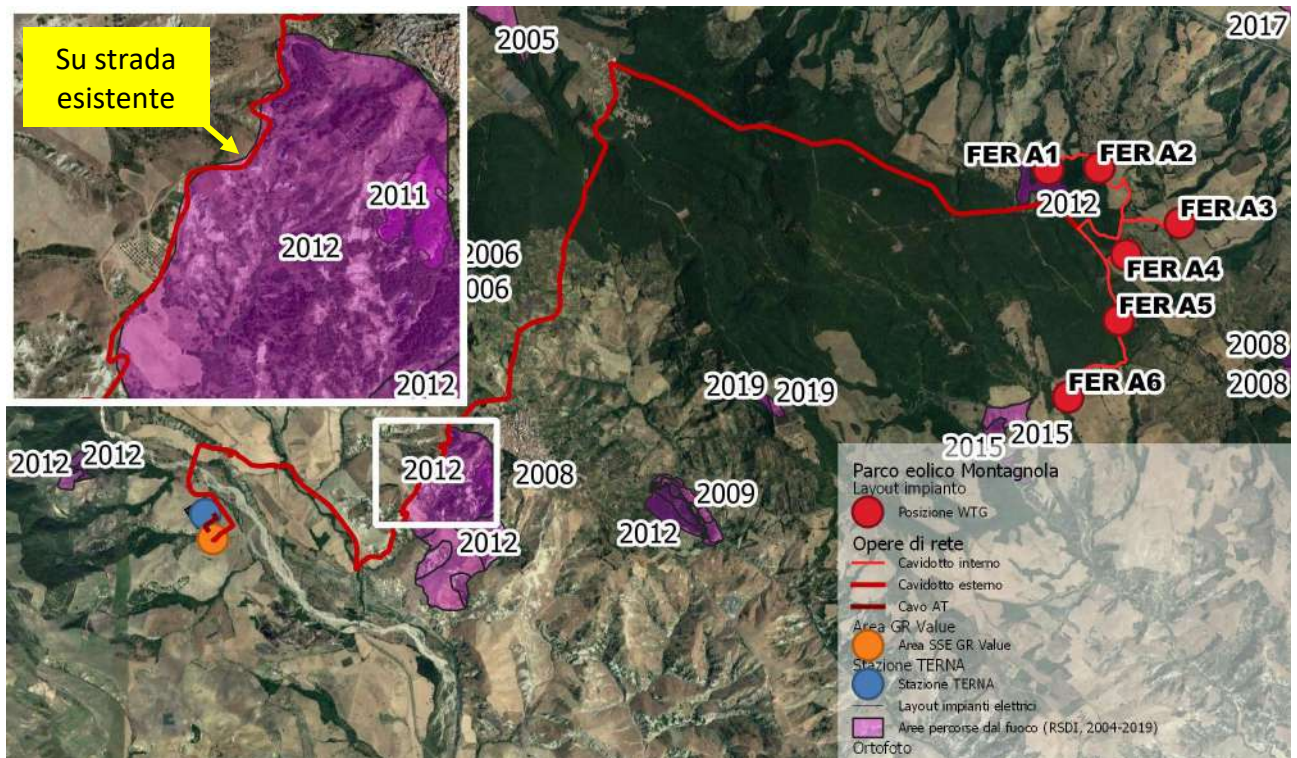 Su strada
esistente
2011
2012
2012
2005
2017
FER A1
FER A2
2012
FER A3
FER A4
FER A5
FER A6
2006
006
2008
2008
2019
2019
2015
2015
2012
2012
2012
2008
2009
2012
2012
Parco eolico Montagnola
Layout impianto
Posizione WTG
Opere di rete
Cavidotto interno
Cavidotto esterno
Cavo AT
Area GR Value
Area SSE GR Value
Stazione TERNA
Stazione TERNA
Layout impianti elettrici
Aree percorse dal fuoco (RSDI, 2004-2019)
Ortofoto